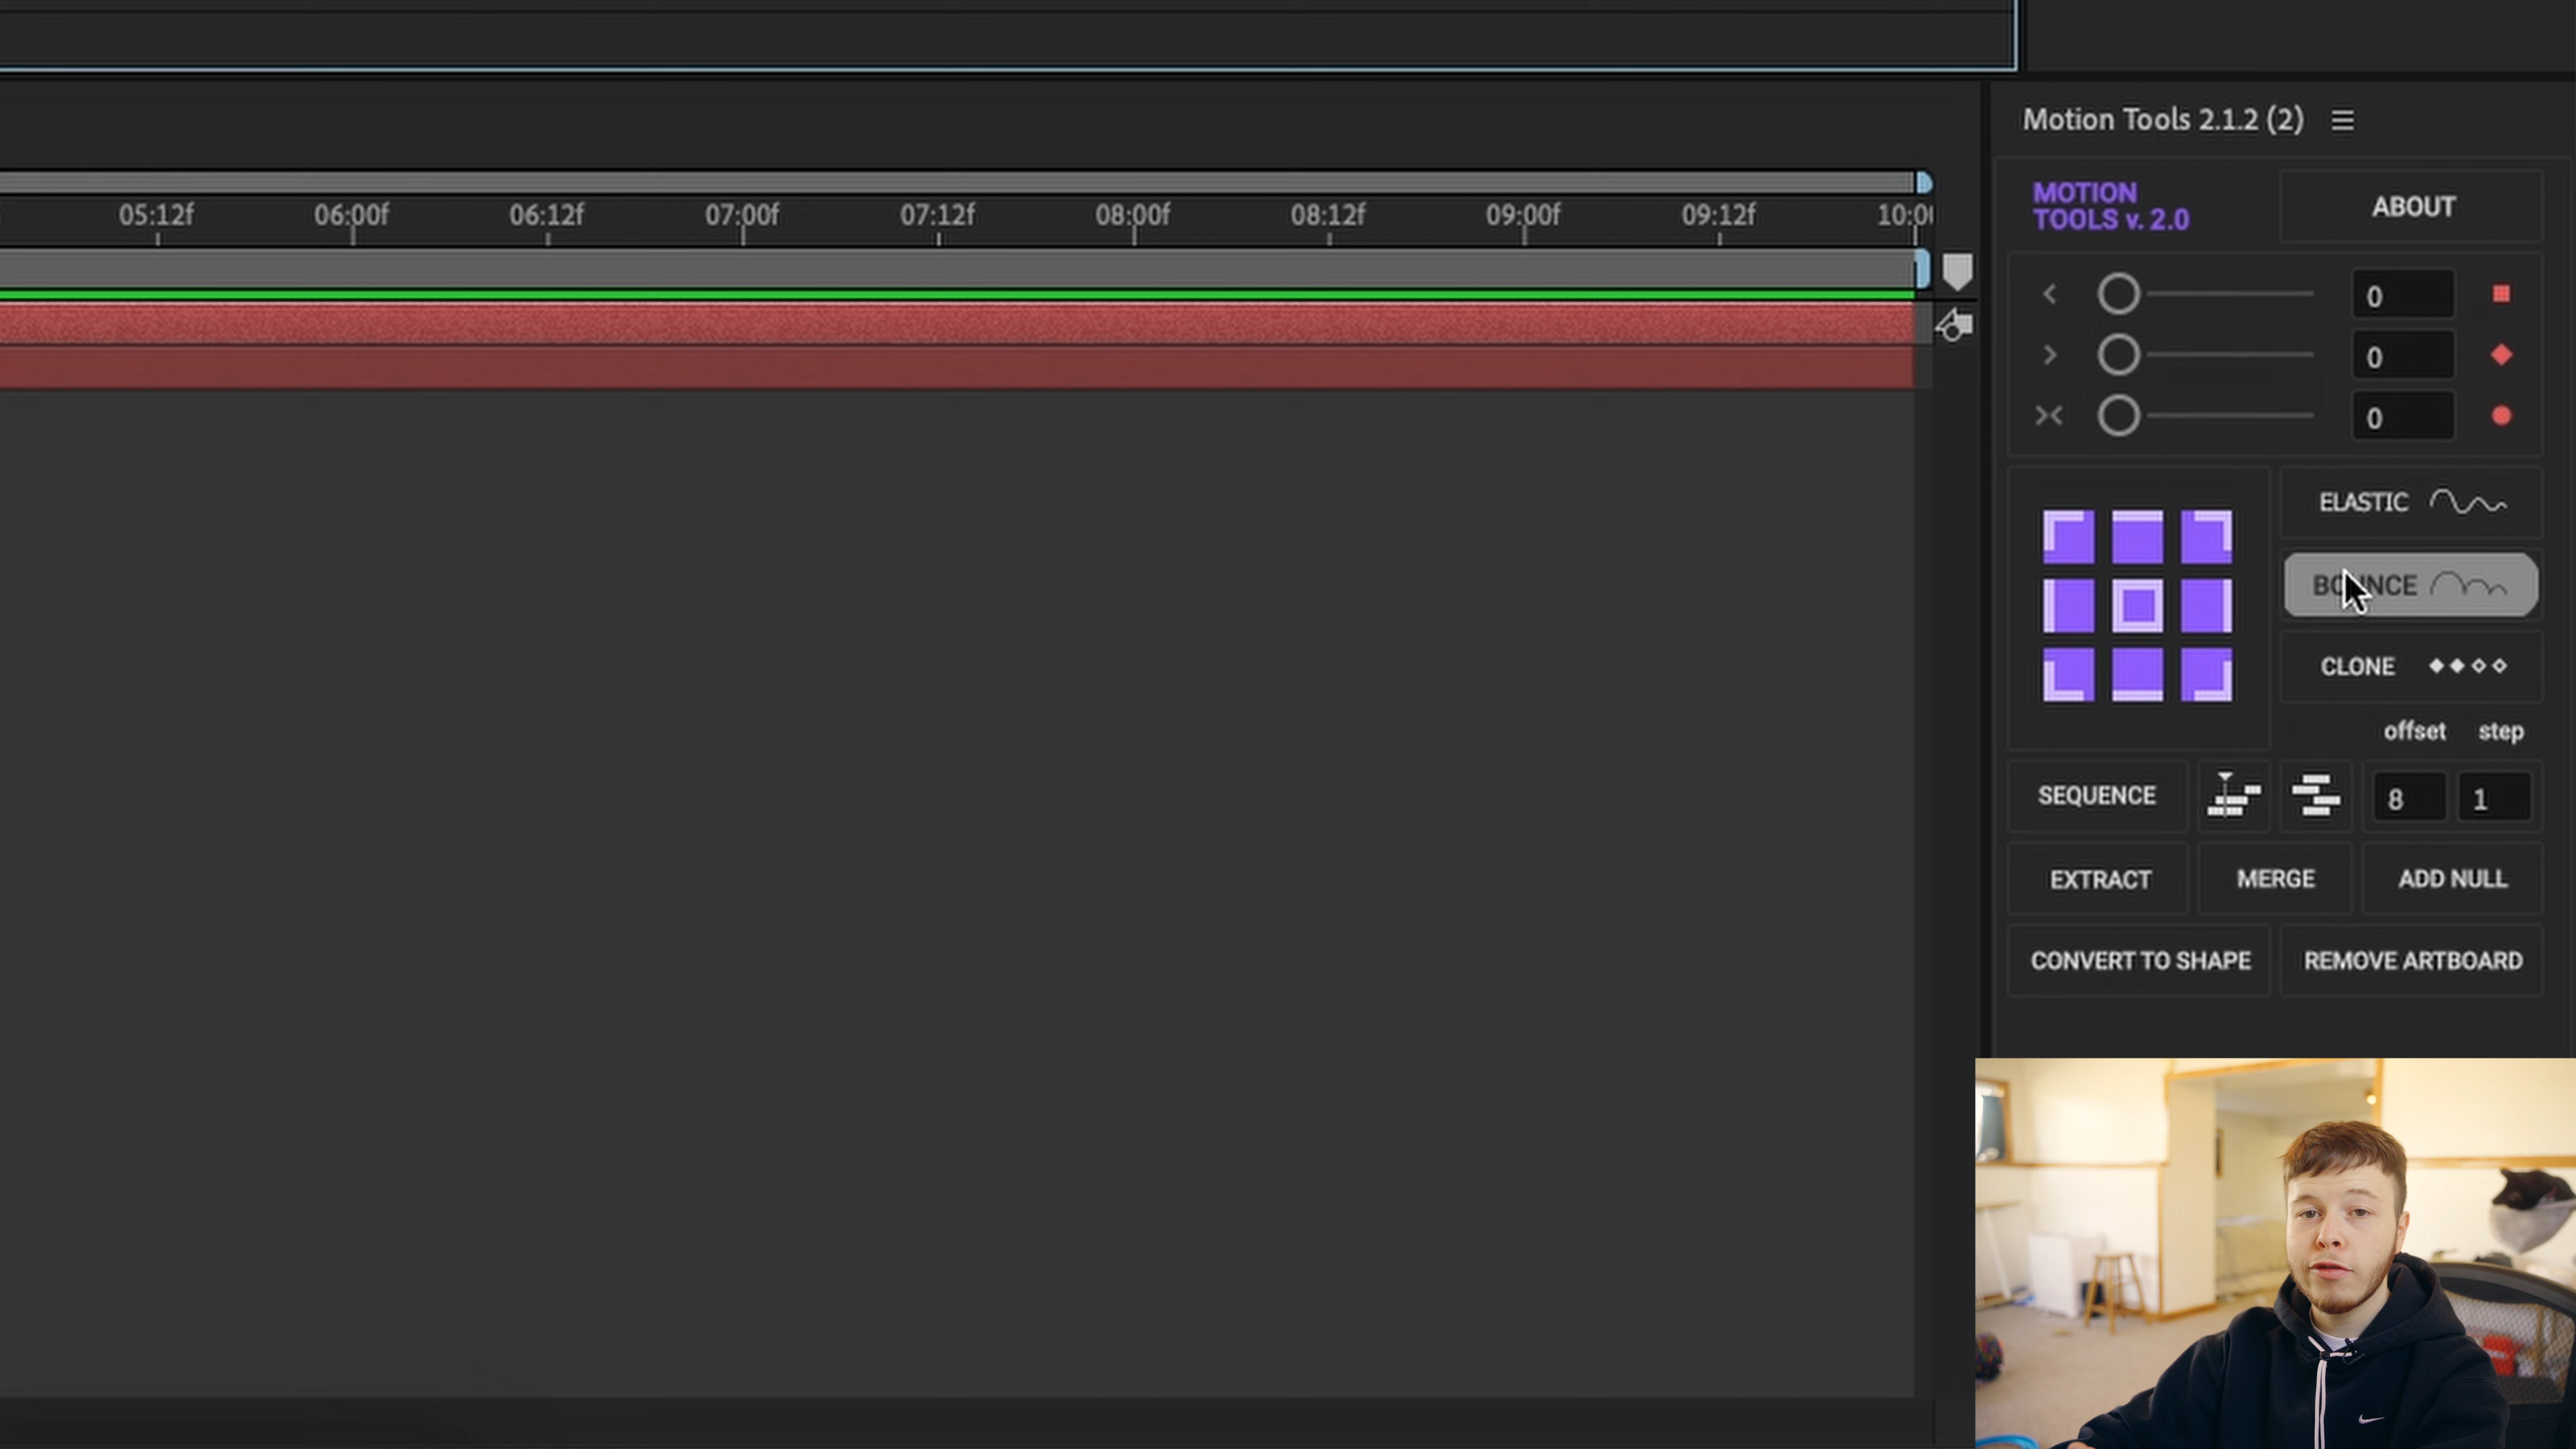 Motion Tools 2.1.2 (2)
MOTION
TOOLS v. 2.0
ABOUT
05:12f 06:00f 06:12f 07:00f 07:12f 08:00f 08:12f 09:00f 09:12f
0
0
0
ELASTIC
BOUNCE
CLONE
offset step
SEQUENCE 8 1
EXTRACT MERGE ADD NULL
CONVERT TO SHAPE REMOVE ARTBOARD